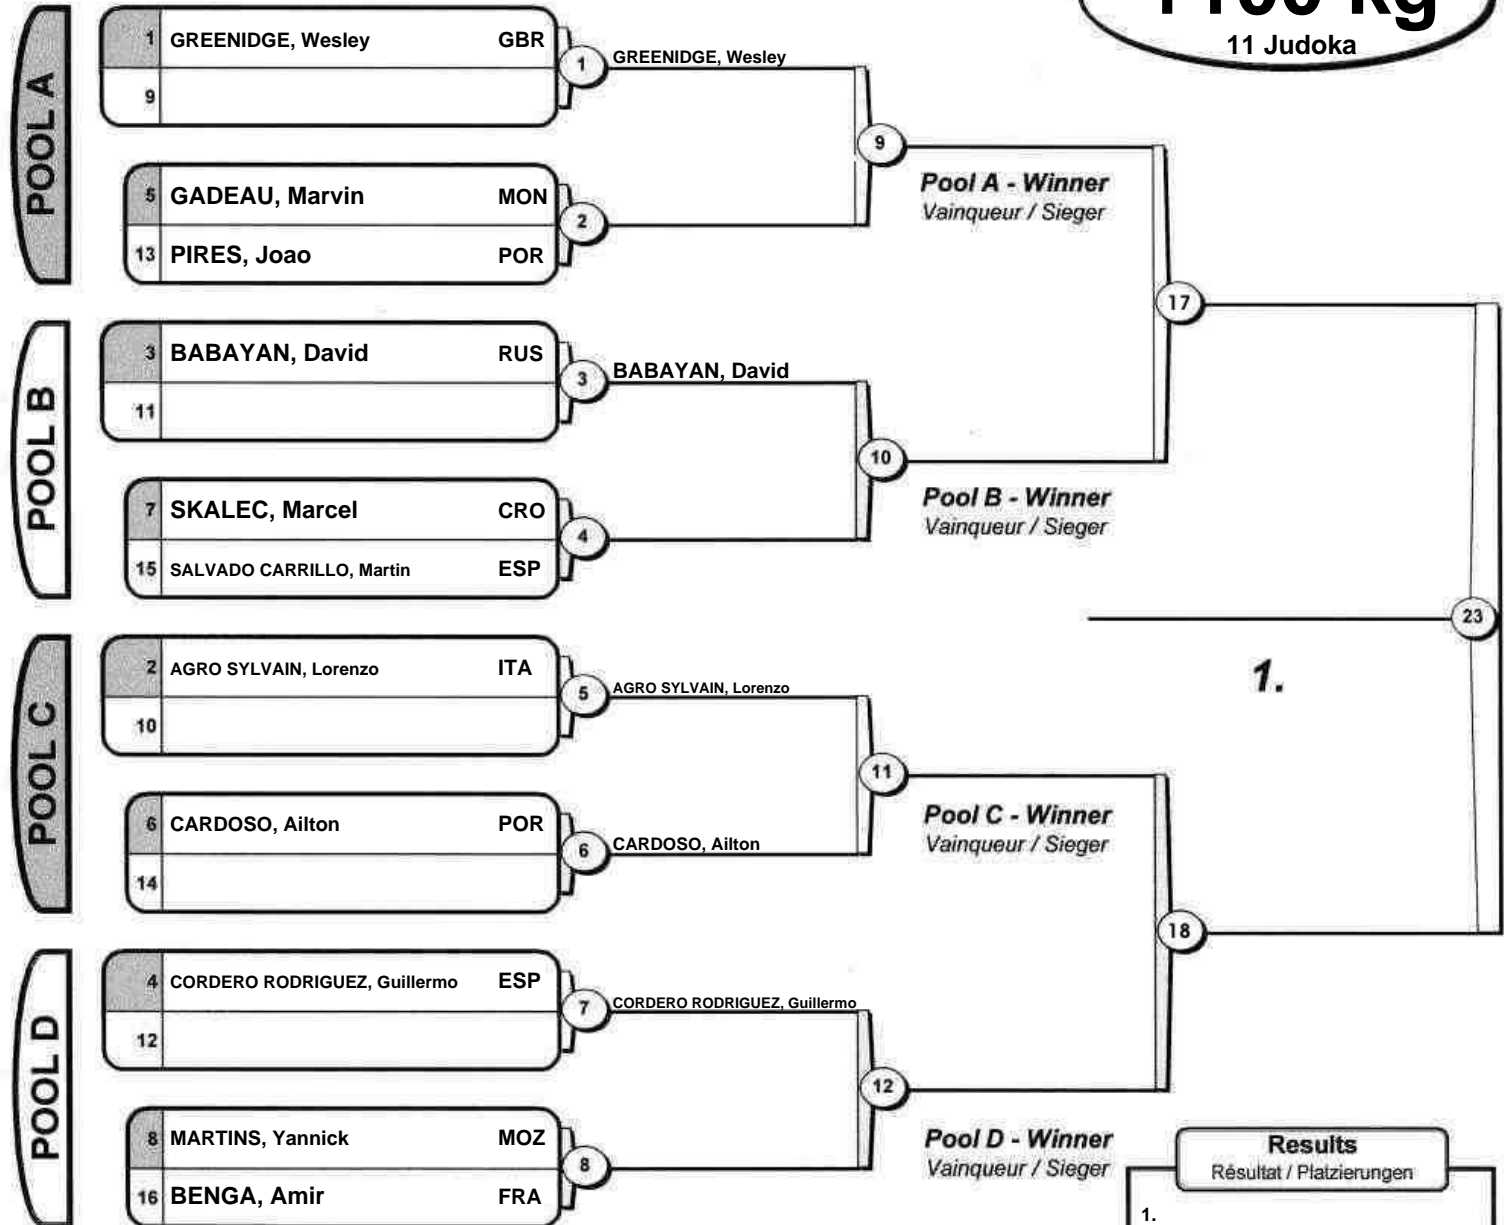 11 Judoka
POOL A
1 GREENIDGE, Wesley GBR
9
1 GREENIDGE, Wesley
5 GADEAU, Marvin MON
13 PIRES, Joao POR
2
9
Pool A - Winner
Vainqueur / Sieger
POOL B
3 BABAYAN, David RUS
11
3 BABAYAN, David
7 SKALEC, Marcel CRO
15 SALVADO CARRILLO, Martin ESP
4
10
Pool B - Winner
Vainqueur / Sieger
17
23
1.
POOL C
2 AGRO SYLVAIN, Lorenzo ITA
10
5 AGRO SYLVAIN, Lorenzo
6 CARDOSO, Ailton POR
14
6 CARDOSO, Ailton
11
Pool C - Winner
Vainqueur / Sieger
18
POOL D
4 CORDERO RODRIGUEZ, Guillermo ESP
12
7 CORDERO RODRIGUEZ, Guillermo
8 MARTINS, Yannick MOZ
16 BENGA, Amir FRA
8
12
Pool D - Winner
Vainqueur / Sieger
Results
Résultat / Platzierungen
1.